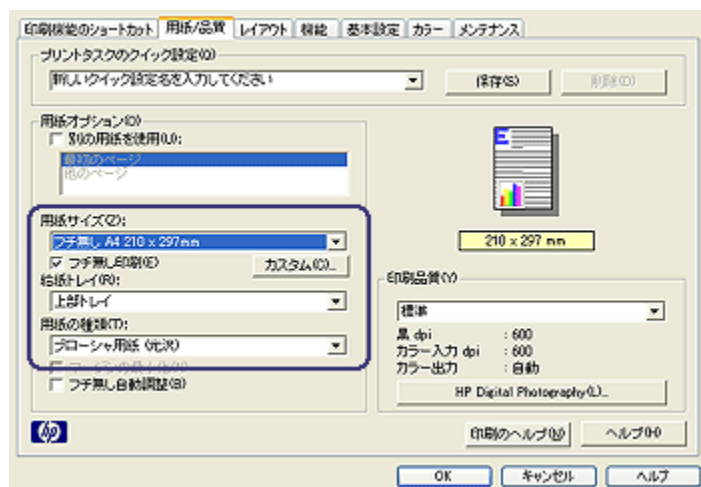 印刷機能のショートカット 用紙/品質 レイアウト 機能 基本設定 カラー メンテナンス
プリントタスクのクイック設定(Q)
新しいクイック設定名を入力してください
保存(S) 削除(D)
用紙オプション(O)
別の用紙を使用(U):
最初のページ
他のページ
用紙サイズ(Z):
フチ無し A4 210 x 297mm
フチ無し印刷(E) カスタム(C)...
給紙トレイ(R):
上部トレイ
用紙の種類(T):
ブローシャ用紙 (光沢)
フチ無し自動調整(B)
E
210 x 297 mm
印刷品質(Y)
標準
黒 dpi : 600
カラー入力 dpi : 600
カラー出力 : 自動
HP Digital Photography(L)...
hp
印刷のヘルプ(N) ヘルプ(H)
OK キャンセル ヘルプ